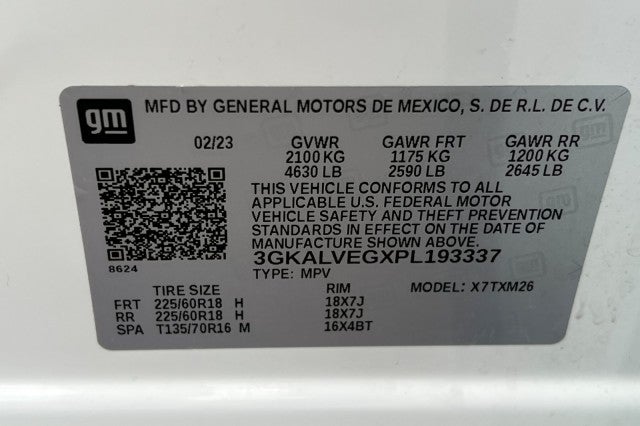 gm MFD BY GENERAL MOTORS DE MEXICO, S. DE R.L. DE C.V.
02/23 GVWR GAWR FRT GAWR RR
2100 KG 1175 KG 1200 KG
4630 LB 2590 LB 2645 LB
THIS VEHICLE CONFORMS TO ALL
APPLICABLE U.S. FEDERAL MOTOR
VEHICLE SAFETY AND THEFT PREVENTION
STANDARDS IN EFFECT ON THE DATE OF
MANUFACTURE SHOWN ABOVE.
3GKALVEGXPL193337
8624
TYPE: MPV
TIRE SIZE RIM MODEL: X7TXM26
FRT 225/60R18 H 18X7J
RR 225/60R18 H 18X7J
SPA T135/70R16 M 16X4BT